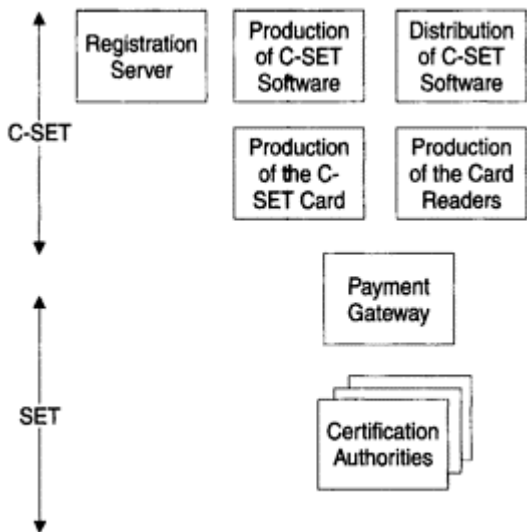 Registration
Server
Production
of C-SET
Software
Distribution
of C-SET
Software
C-SET
Production
of the C-
SET Card
Production
of the Card
Readers
Payment
Gateway
SET
Certification
Authorities